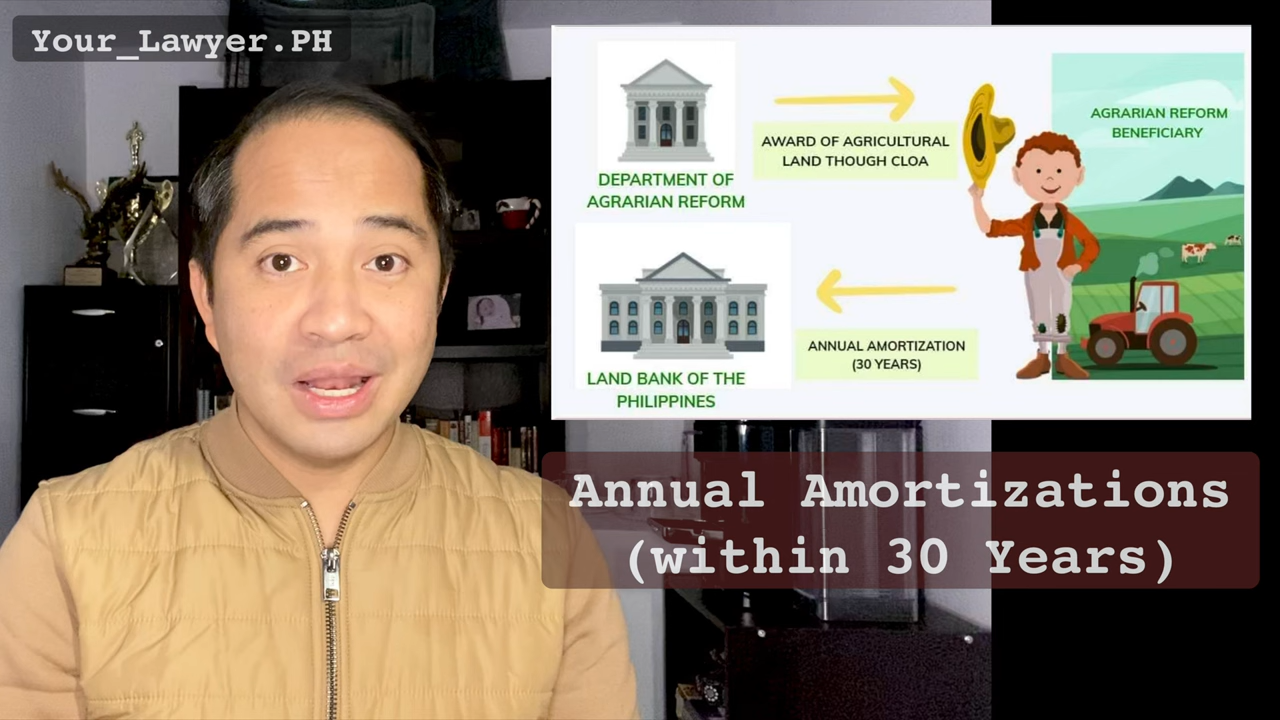 Your_Lawyer.PH
DEPARTMENT OF
AGRARIAN REFORM
AWARD OF AGRICULTURAL
LAND THOUGH CLOA
AGRARIAN REFORM
BENEFICIARY
LAND BANK OF THE
PHILIPPINES
ANNUAL AMORTIZATION
(30 YEARS)
Annual Amortizations
(within 30 Years)